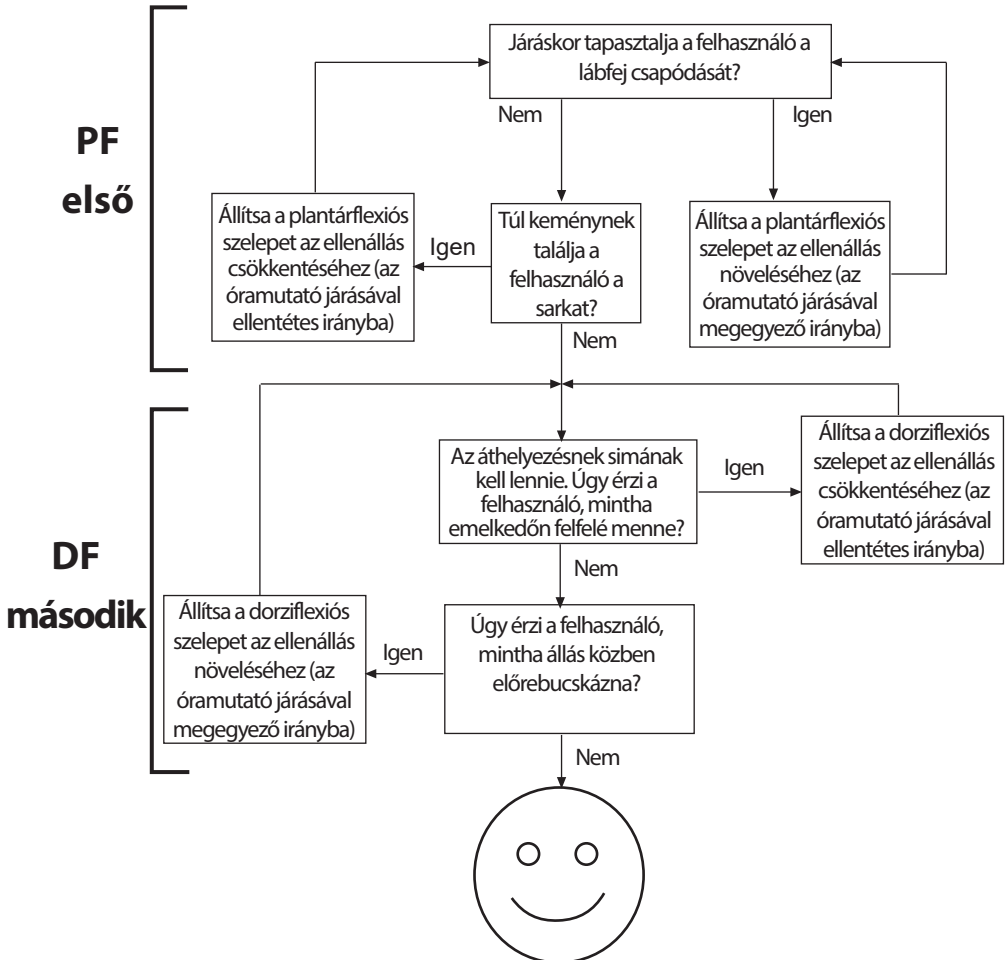 PF
első
Járáskor tapasztalja a felhasználó a
lábfej csapódását?
Nem
Igen
Állítsa a plantárflexiós
szelepet az ellenállás
csökkentéséhez (az
óramutató járásával
ellentétes irányba)
Igen
Túl keménynek
találja a
felhasználó a
sarkat?
Állítsa a plantárflexiós
szelepet az ellenállás
növeléséhez (az
óramutató járásával
megegyező irányba)
Nem
DF
második
Az áthelyezésnek simának
kell lennie. Úgy érzi a
felhasználó, mintha
emelkedőn felfelé menne?
Igen
Állítsa a dorziflexiós
szelepet az ellenállás
csökkentéséhez (az
óramutató járásával
ellentétes irányba)
Nem
Állítsa a dorziflexiós
szelepet az ellenállás
növeléséhez (az
óramutató járásával
megegyező irányba)
Igen
Úgy érzi a felhasználó,
mintha állás közben
előrebucskázna?
Nem